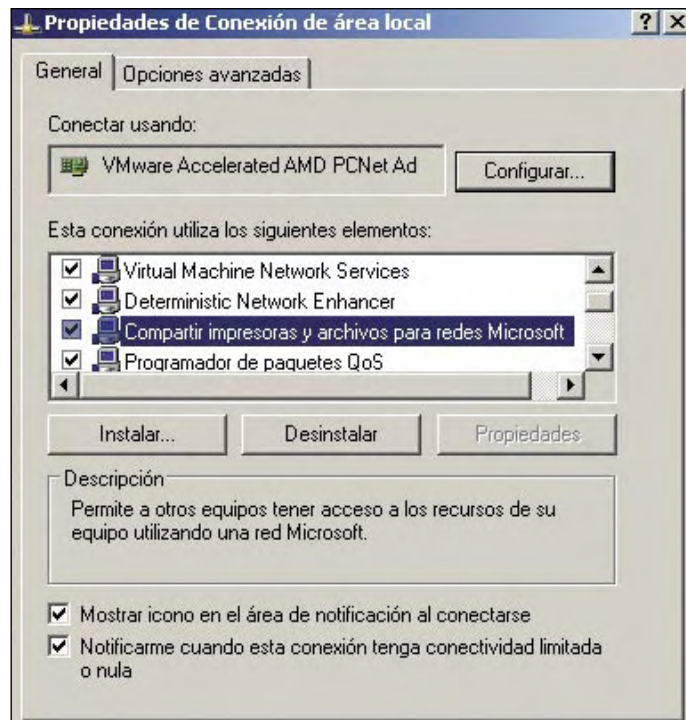 Propiedades de Conexión de área local
General
Opciones avanzadas
Conectar usando:
VMware Accelerated AMD PCNet Ad
Configurar...
Esta conexión utiliza los siguientes elementos:
Virtual Machine Network Services
Deterministic Network Enhancer
Compartir impresoras y archivos para redes Microsoft
Programador de paquetes QoS
Instalar...
Desinstalar
Propiedades
Descripción
Permite a otros equipos tener acceso a los recursos de su
equipo utilizando una red Microsoft.
Mostrar icono en el área de notificación al conectarse
Notificarme cuando esta conexión tenga conectividad limitada
o nula